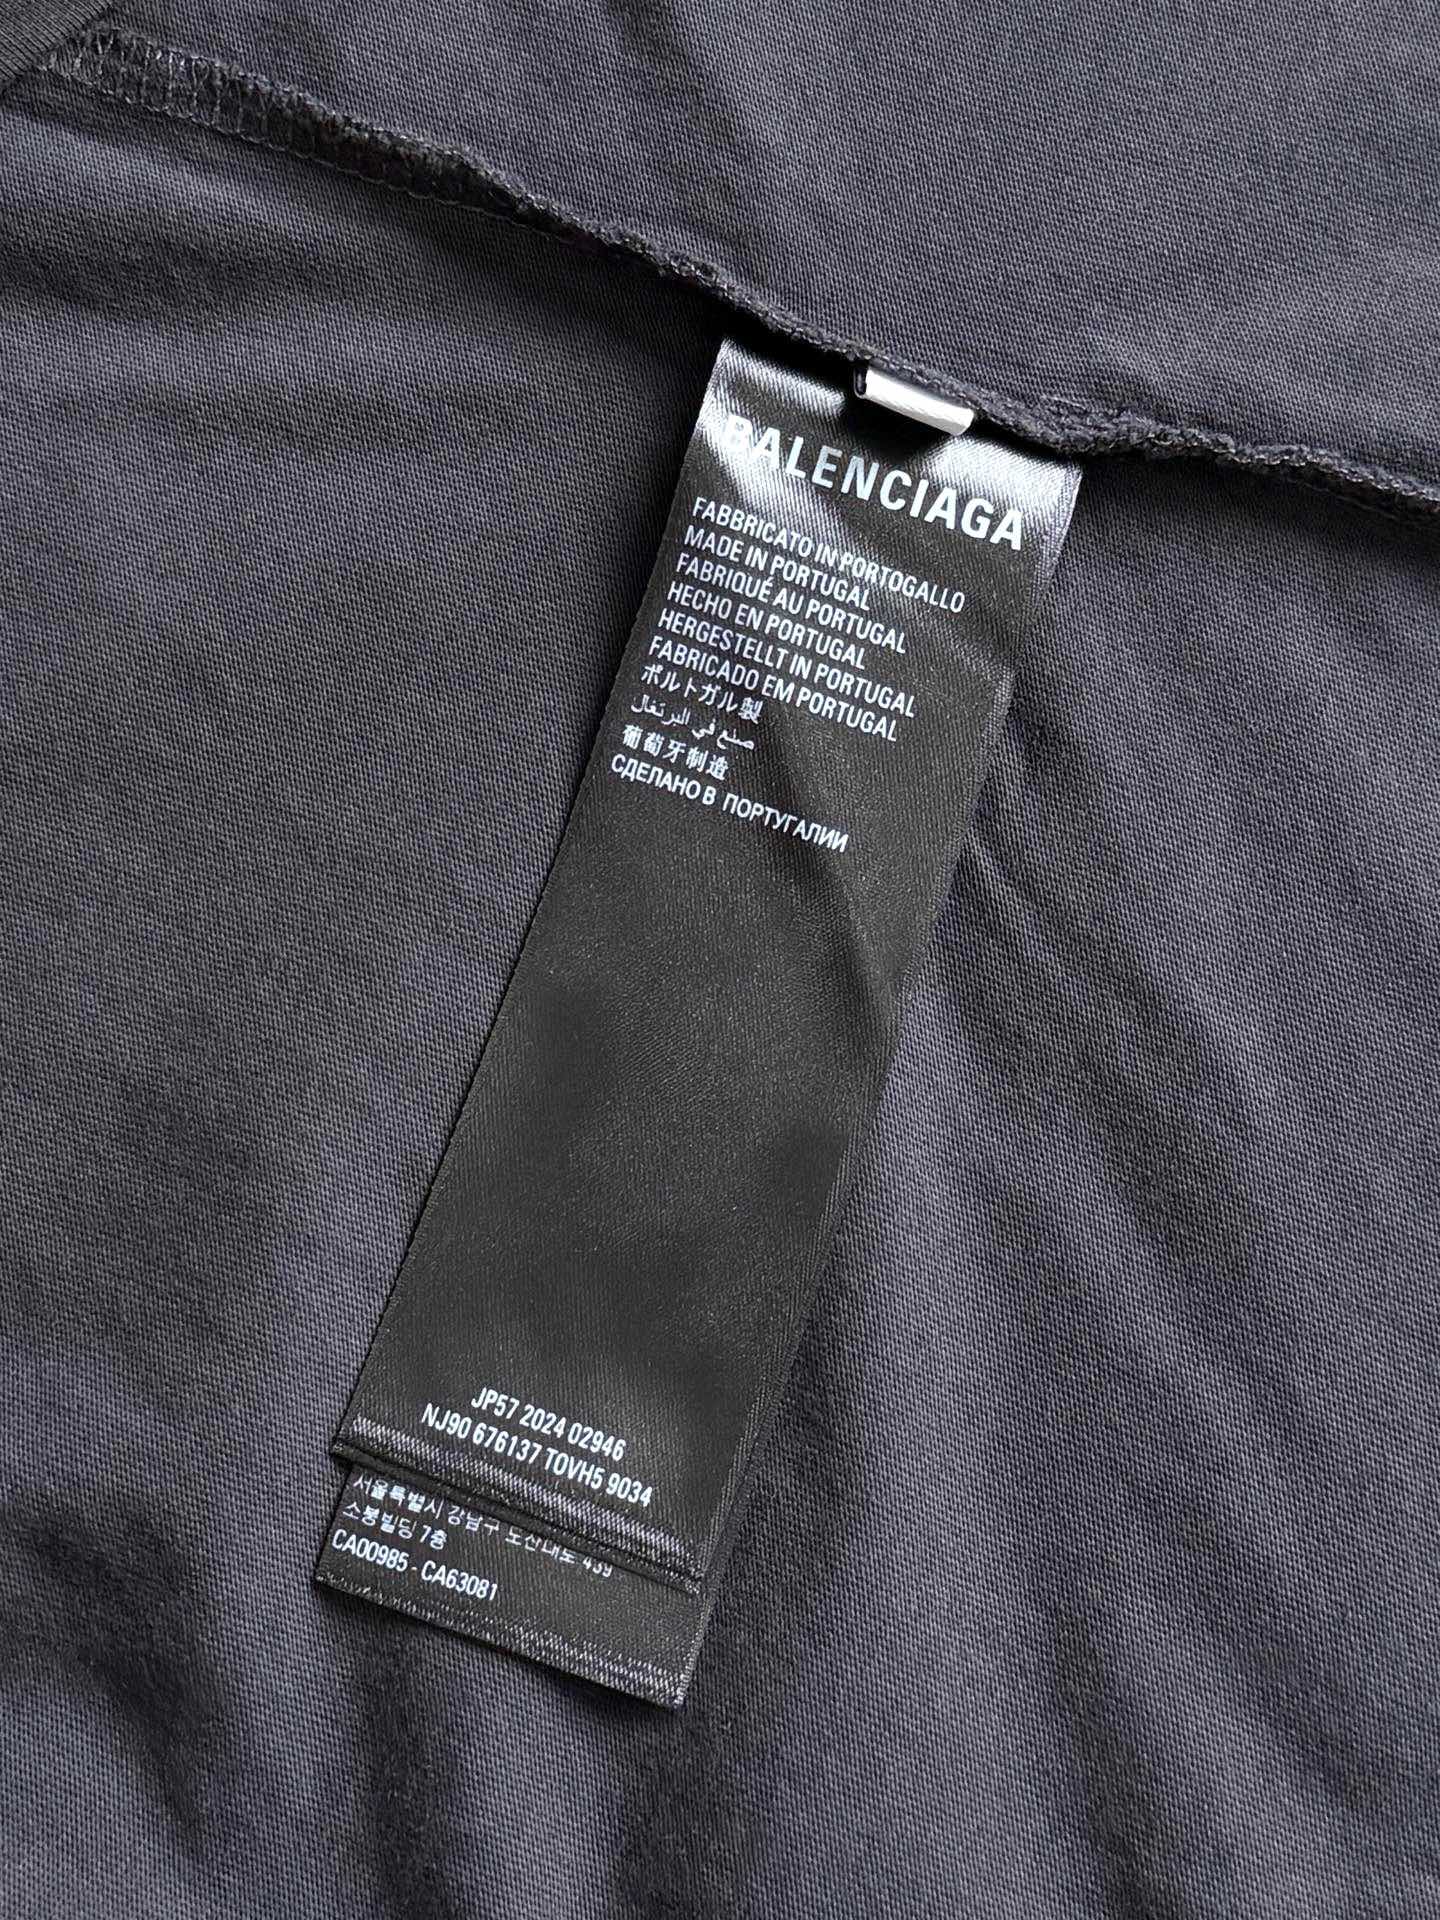 BALENCIAGA
FABBRICATO IN PORTOGALLO
MADE IN PORTUGAL
FABRIQUÉ AU PORTUGAL
HECHO EN PORTUGAL
HERGESTELLT IN PORTUGAL
FABRICADO EM PORTUGAL
ポルトガル製
صنع في البرتغال
葡萄牙制造
СДЕЛАНО В ПОРТУГАЛИИ
JP57 2024 02946
NJ90 676137 TOVH5 9034
서울특별시 강남구 도산대로 439
소봉빌딩 7층
CA00985 - CA63081